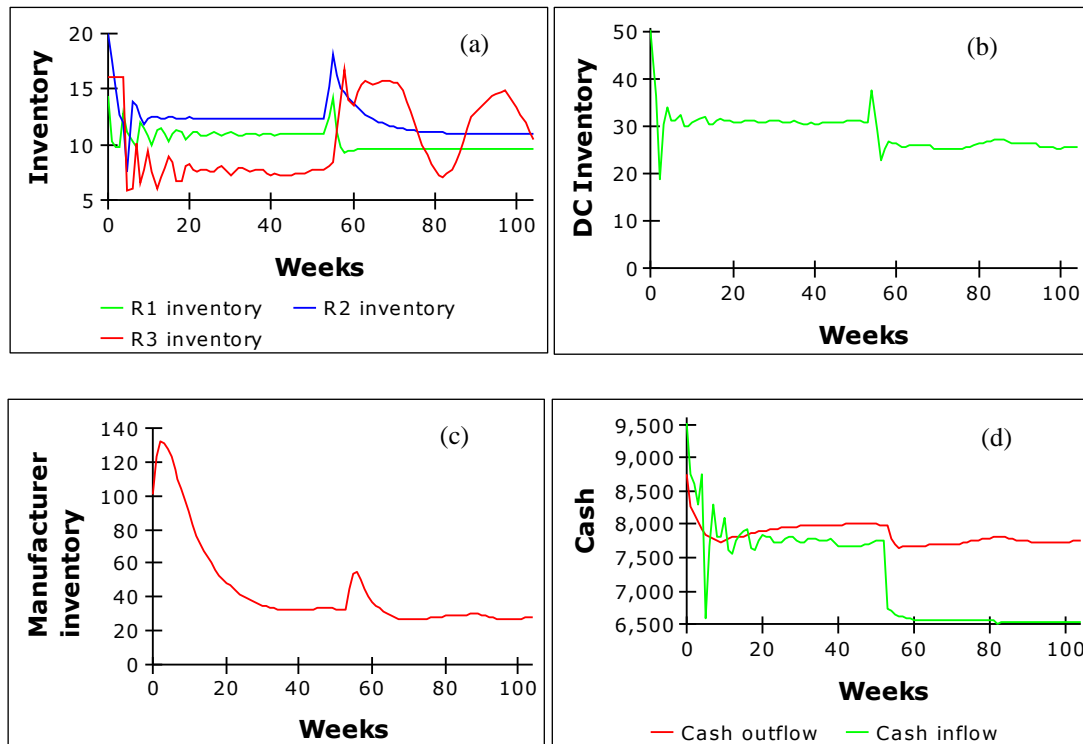 (a)
20
15
10
5
0 20 40 60 80 100
Inventory
Weeks
R1 inventory R2 inventory
R3 inventory
(b)
50
40
30
20
10
0
0 20 40 60 80 100
DC Inventory
Weeks
(c)
140
120
100
80
60
40
20
0
0 20 40 60 80 100
Manufacturer
inventory
Weeks
(d)
9,500
9,000
8,500
8,000
7,500
7,000
6,500
0 20 40 60 80 100
Cash
Weeks
Cash outflow Cash inflow